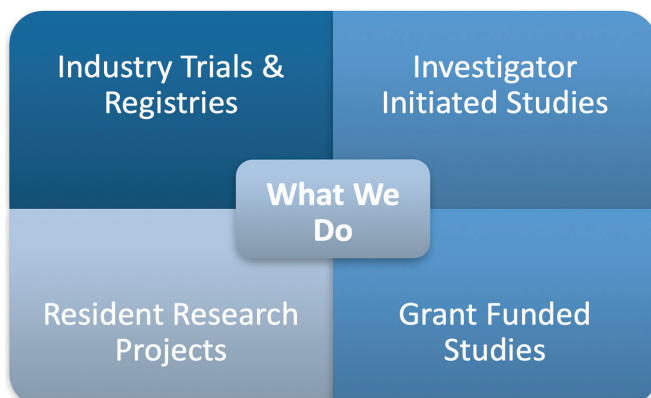 Industry Trials &
Registries
Investigator
Initiated Studies
What We
Do
Resident Research
Projects
Grant Funded
Studies